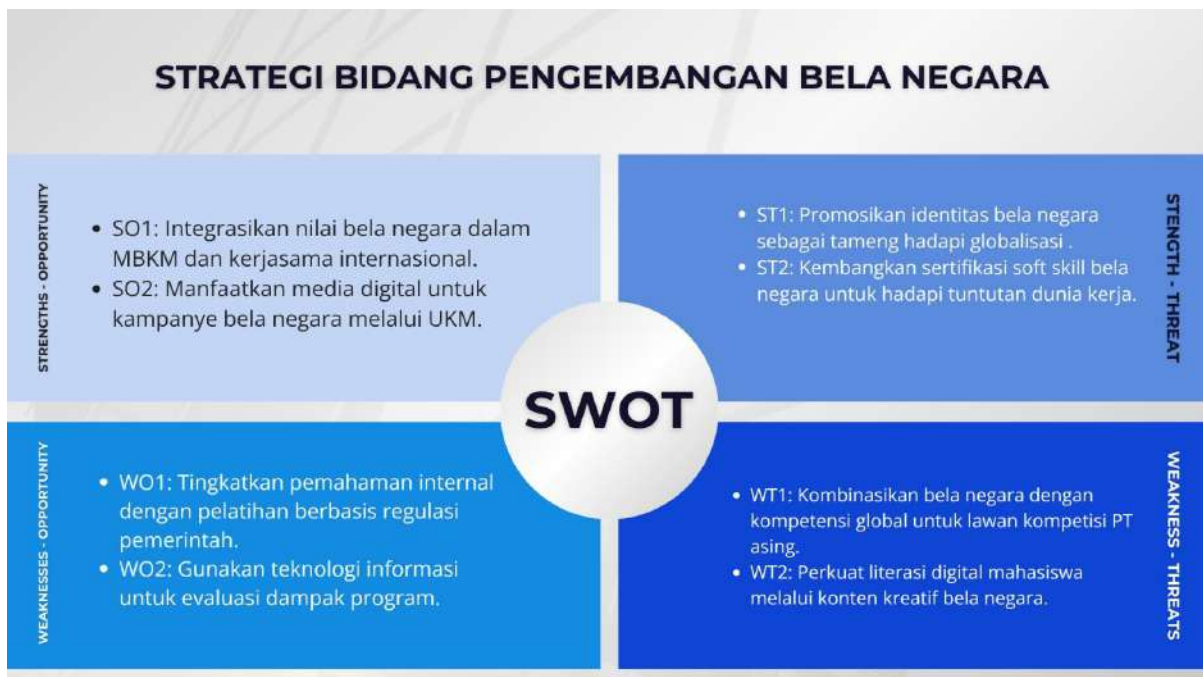 STRATEGI BIDANG PENGEMBANGAN BELA NEGARA
STRENGTHS - OPPORTUNITY
• SO1: Integrasikan nilai bela negara dalam
MBKM dan kerjasama internasional.
• SO2: Manfaatkan media digital untuk
kampanye bela negara melalui UKM.
• ST1: Promosikan identitas bela negara
sebagai tameng hadapi globalisasi .
• ST2: Kembangkan sertifikasi soft skill bela
negara untuk hadapi tuntutan dunia kerja.
STENGTH - THREAT
SWOT
WEAKNESSES - OPPORTUNITY
• WO1: Tingkatkan pemahaman internal
dengan pelatihan berbasis regulasi
pemerintah.
• WO2: Gunakan teknologi informasi
untuk evaluasi dampak program.
• WT1: Kombinasikan bela negara dengan
kompetensi global untuk lawan kompetisi PT
asing.
• WT2: Perkuat literasi digital mahasiswa
melalui konten kreatif bela negara.
WEAKNESS - THREATS